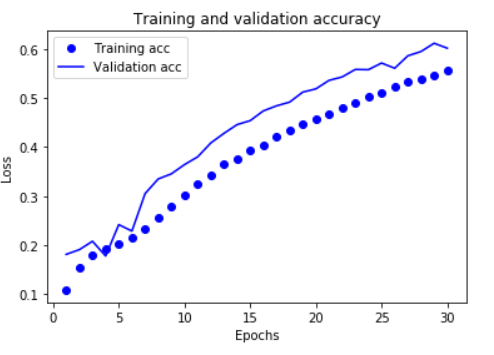 Training and validation accuracy
Training acc
Validation acc
Loss
0.6
0.5
0.4
0.3
0.2
0.1
0
5
10
15
20
25
30
Epochs